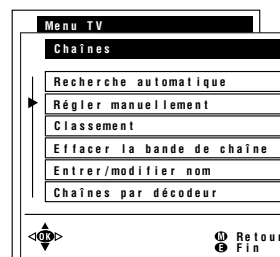 Menu TV
Chaînes
Recherche automatique
Régler manuellement
Classement
Effacer la bande de chaîne
Entrer/modifier nom
Chaînes par décodeur
OK
M Retour
E Fin